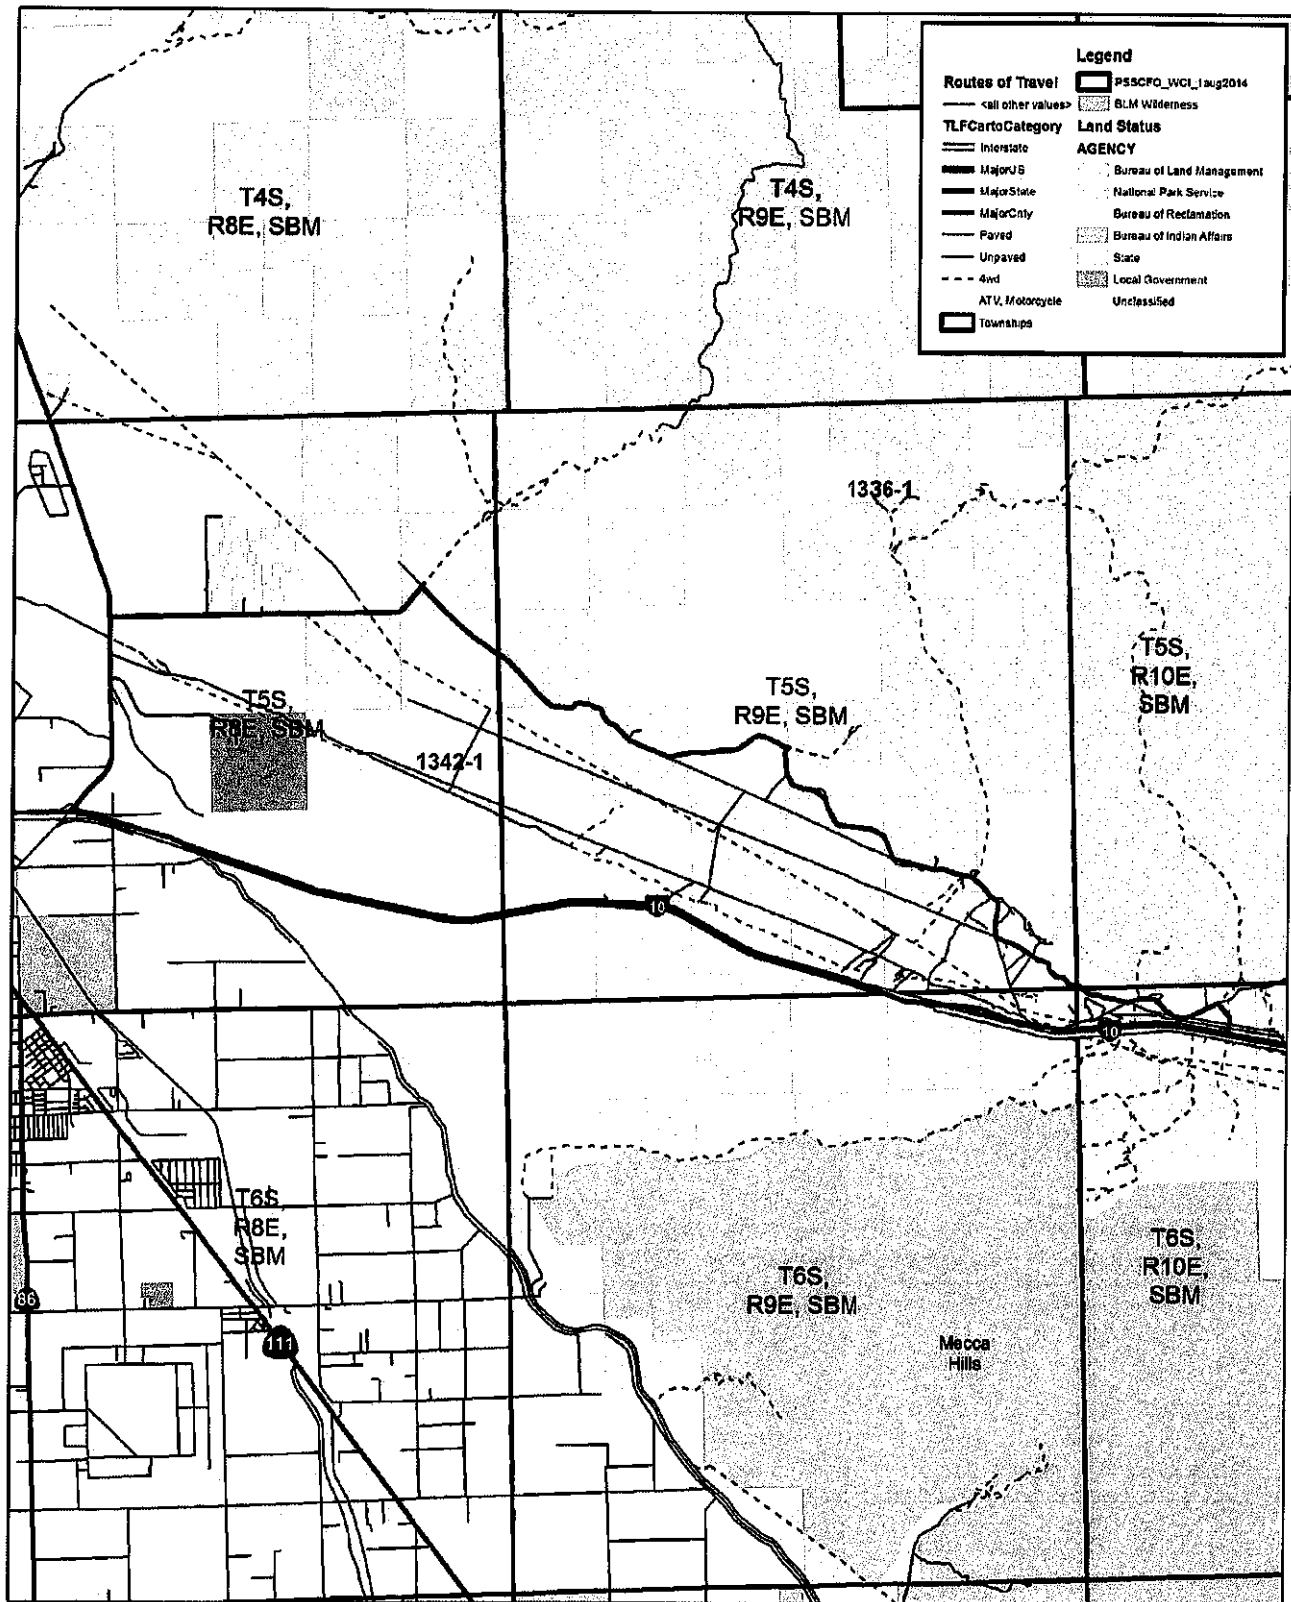 Legend
Routes of Travel
<all other values>
TLFCartoCategory
Interstate
MajorUS
MajorState
MajorCnty
Paved
Unpaved
4wd
ATV, Motorcycle
Townships
PSSCFO_WCI_1aug2014
BLM Wilderness
Land Status
AGENCY
Bureau of Land Management
National Park Service
Bureau of Reclamation
Bureau of Indian Affairs
State
Local Government
Unclassified
T4S,
R8E, SBM
T4S,
R9E, SBM
1336-1
T5S,
R8E, SBM
1342-1
T5S,
R9E, SBM
T5S,
R10E,
SBM
10
10
T6S,
R8E,
SBM
86
111
T6S,
R9E, SBM
Mecca
Hills
T6S,
R10E,
SBM